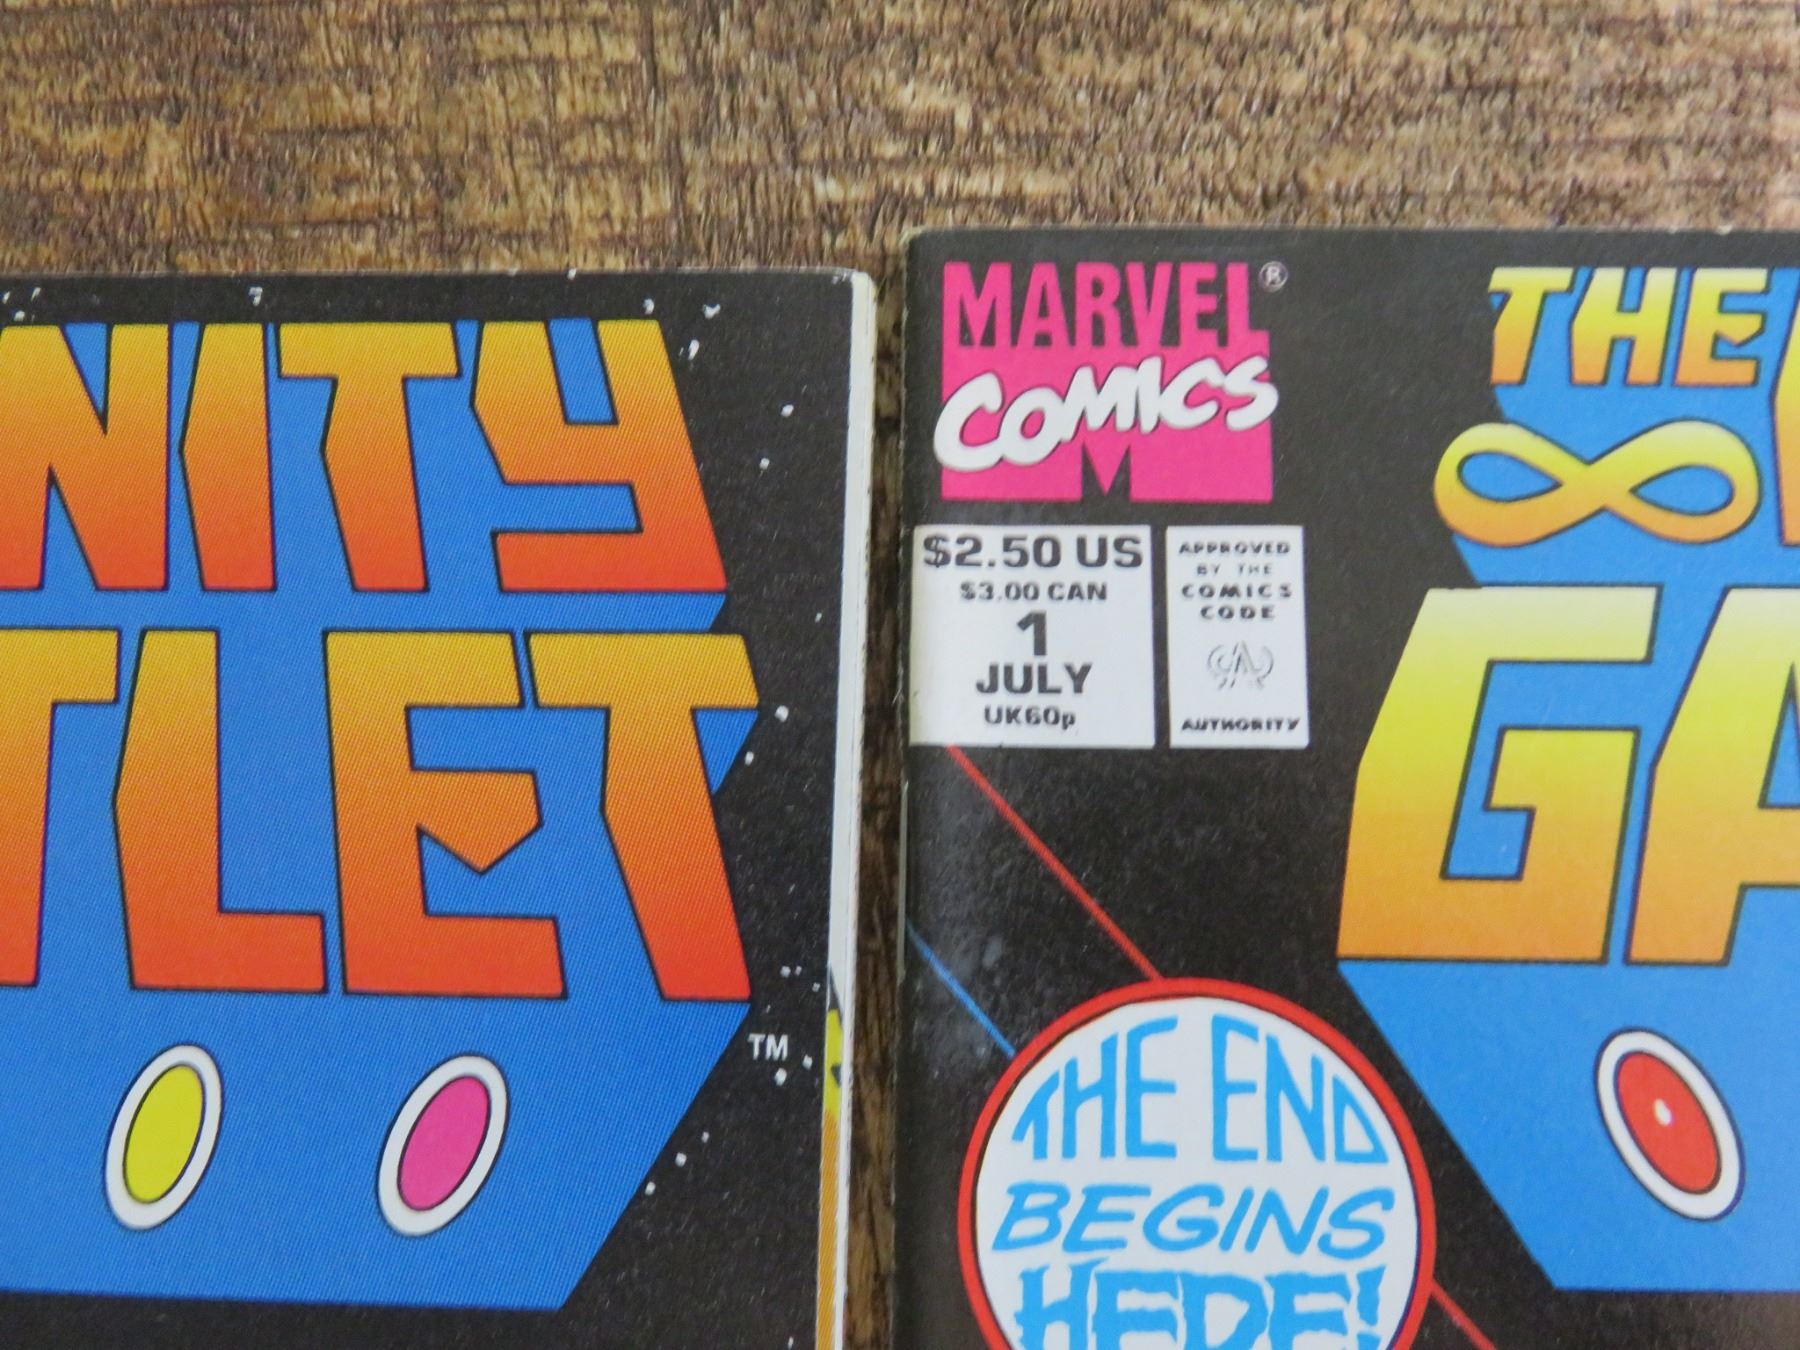 NITY
TLET
TM
MARVEL®
COMICS
$2.50 US
$3.00 CAN
1
JULY
UK60p
APPROVED
BY THE
COMICS
CODE
AUTHORITY
THE
GA
THE END
BEGINS
HERE!